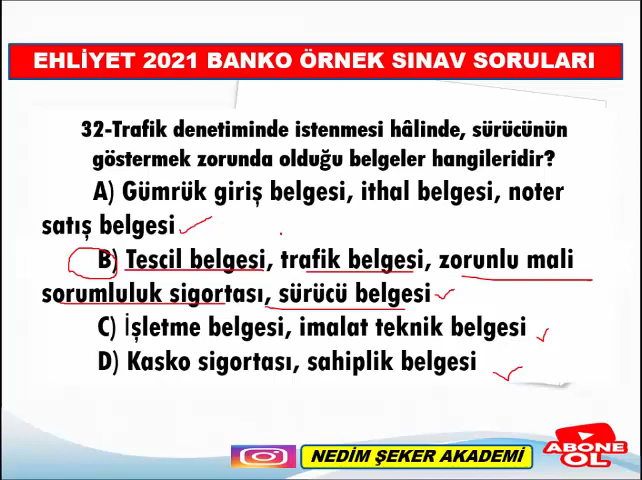 EHLİYET 2021 BANKO ÖRNEK SINAV SORULARI
32-Trafik denetiminde istenmesi hâlinde, sürücünün
göstermek zorunda olduğu belgeler hangileridir?
A) Gümrük giriş belgesi, ithal belgesi, noter
satış belgesi
B) Tescil belgesi, trafik belgesi, zorunlu mali
sorumluluk sigortası, sürücü belgesi
C) İşletme belgesi, imalat teknik belgesi
D) Kasko sigortası, sahiplik belgesi
NEDİM ŞEKER AKADEMİ
ABONE
OL